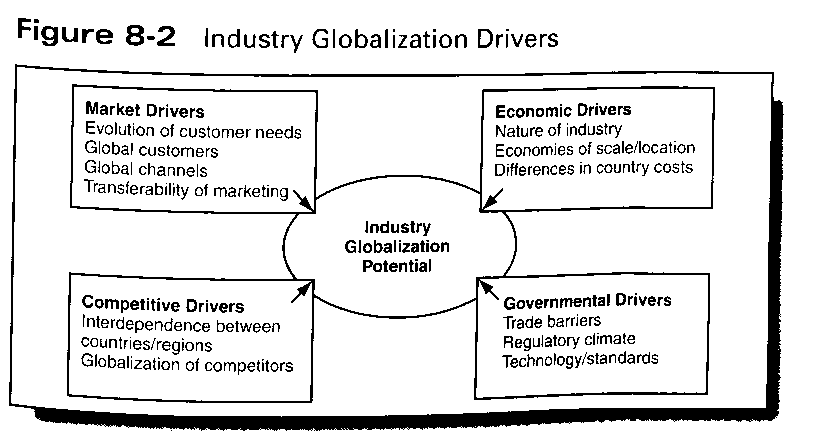 Figure 8-2 Industry Globalization Drivers
Market Drivers
Evolution of customer needs
Global customers
Global channels
Transferability of marketing
Economic Drivers
Nature of industry
Economies of scale/location
Differences in country costs
Industry
Globalization
Potential
Competitive Drivers
Interdependence between
countries/regions
Globalization of competitors
Governmental Drivers
Trade barriers
Regulatory climate
Technology/standards